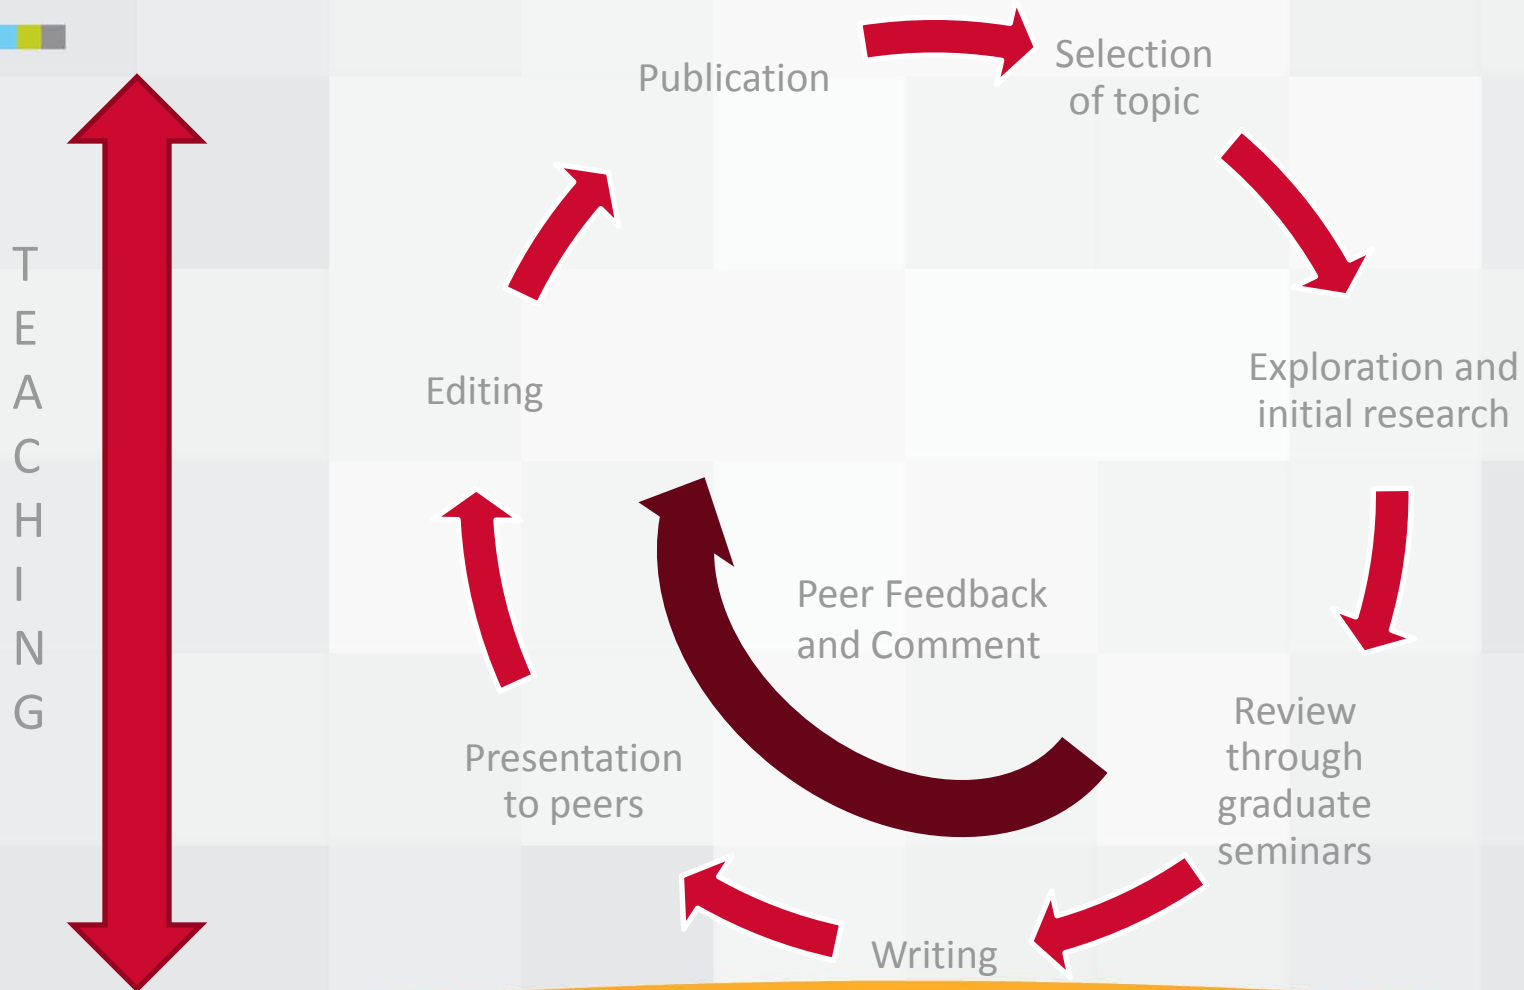 Publication
Selection
of topic
Exploration and
initial research
Review
through
graduate
seminars
Writing
Presentation
to peers
Editing
Peer Feedback
and Comment
T
E
A
C
H
I
N
G